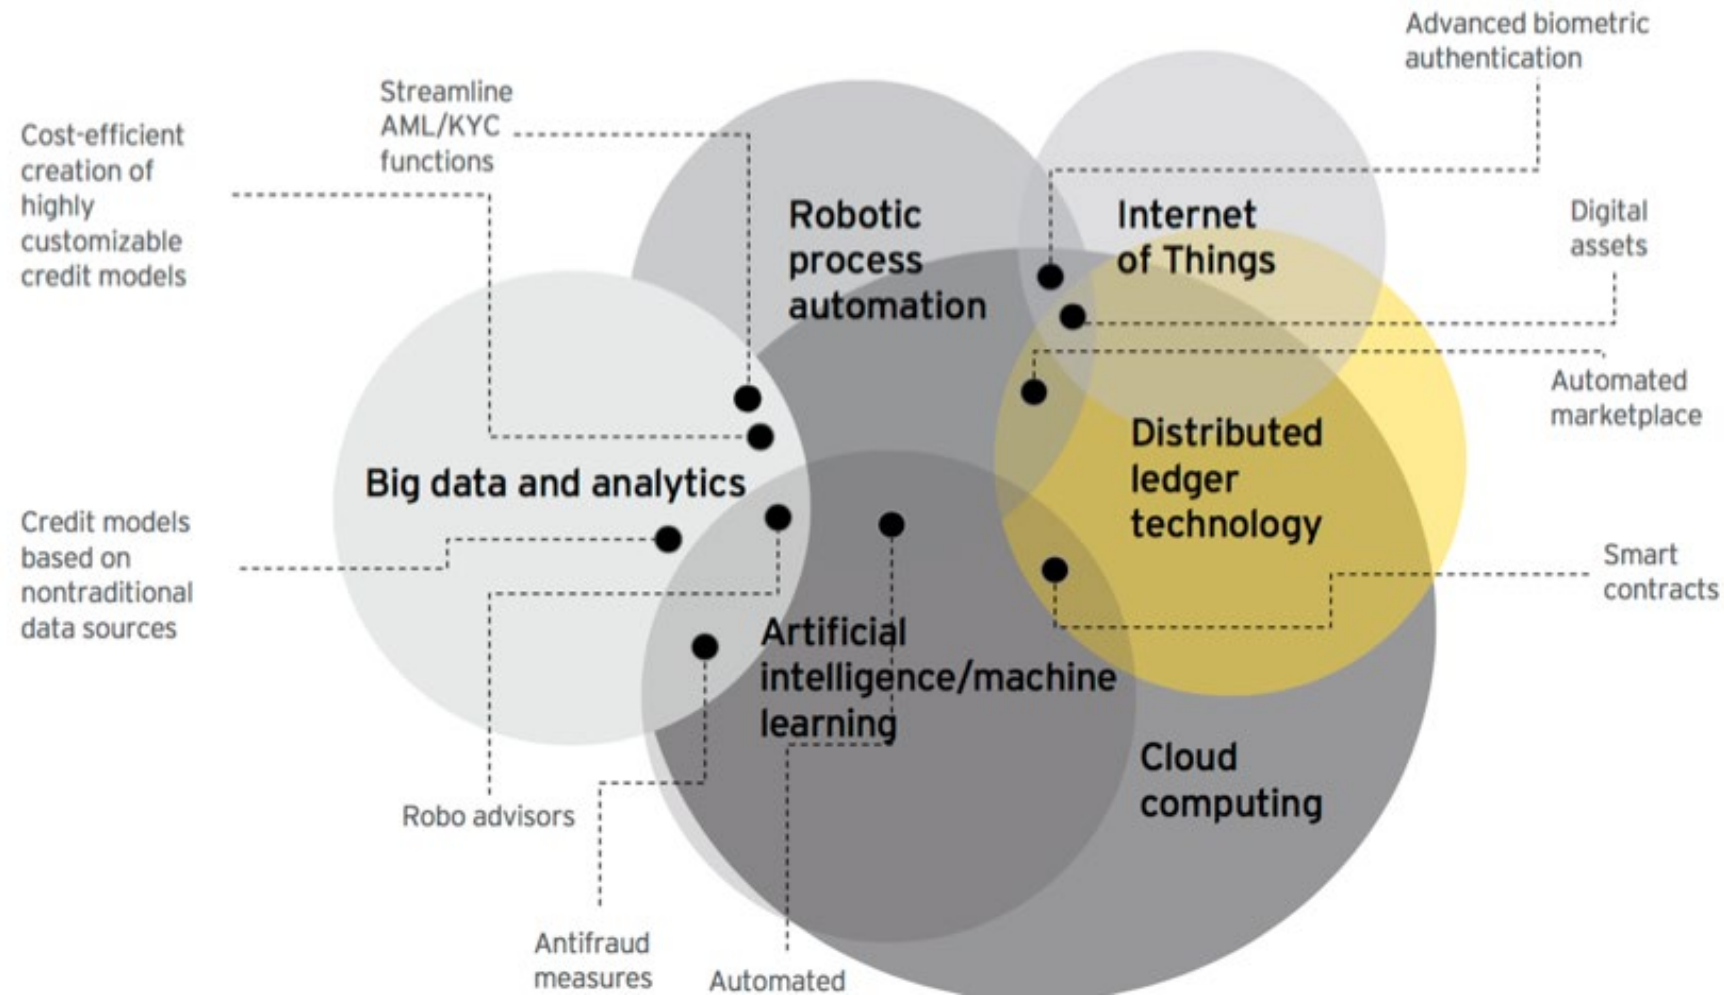 Advanced biometric
authentication
Streamline
AML/KYC
functions
Cost-efficient
creation of
highly
customizable
credit models
Robotic
process
automation
Internet
of Things
Digital
assets
Automated
marketplace
Distributed
ledger
technology
Big data and analytics
Credit models
based on
nontraditional
data sources
Smart
contracts
Artificial
intelligence/machine
learning
Cloud
computing
Robo advisors
Antifraud
measures
Automated